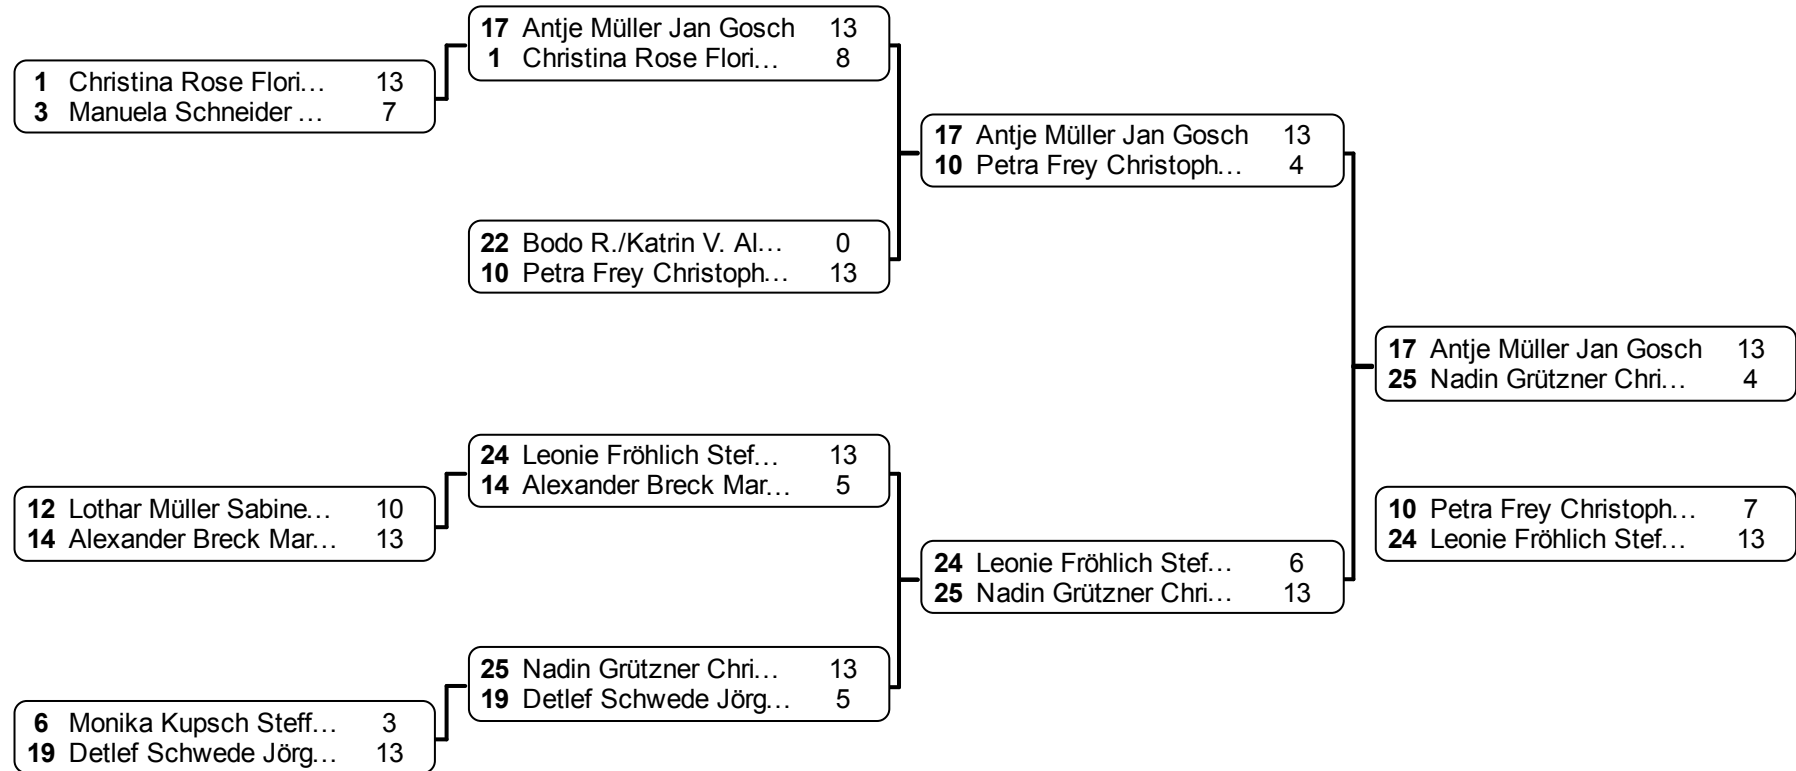 1 Christina Rose Flori... 13
3 Manuela Schneider ... 7
12 Lothar Müller Sabine... 10
14 Alexander Breck Mar... 13
6 Monika Kupsch Steff... 3
19 Detlef Schwede Jörg... 13
17 Antje Müller Jan Gosch 13
1 Christina Rose Flori... 8
22 Bodo R./Katrin V. Al... 0
10 Petra Frey Christoph... 13
24 Leonie Fröhlich Stef... 13
14 Alexander Breck Mar... 5
25 Nadin Grützner Chri... 13
19 Detlef Schwede Jörg... 5
17 Antje Müller Jan Gosch 13
10 Petra Frey Christoph... 4
24 Leonie Fröhlich Stef... 6
25 Nadin Grützner Chri... 13
17 Antje Müller Jan Gosch 13
25 Nadin Grützner Chri... 4
10 Petra Frey Christoph... 7
24 Leonie Fröhlich Stef... 13